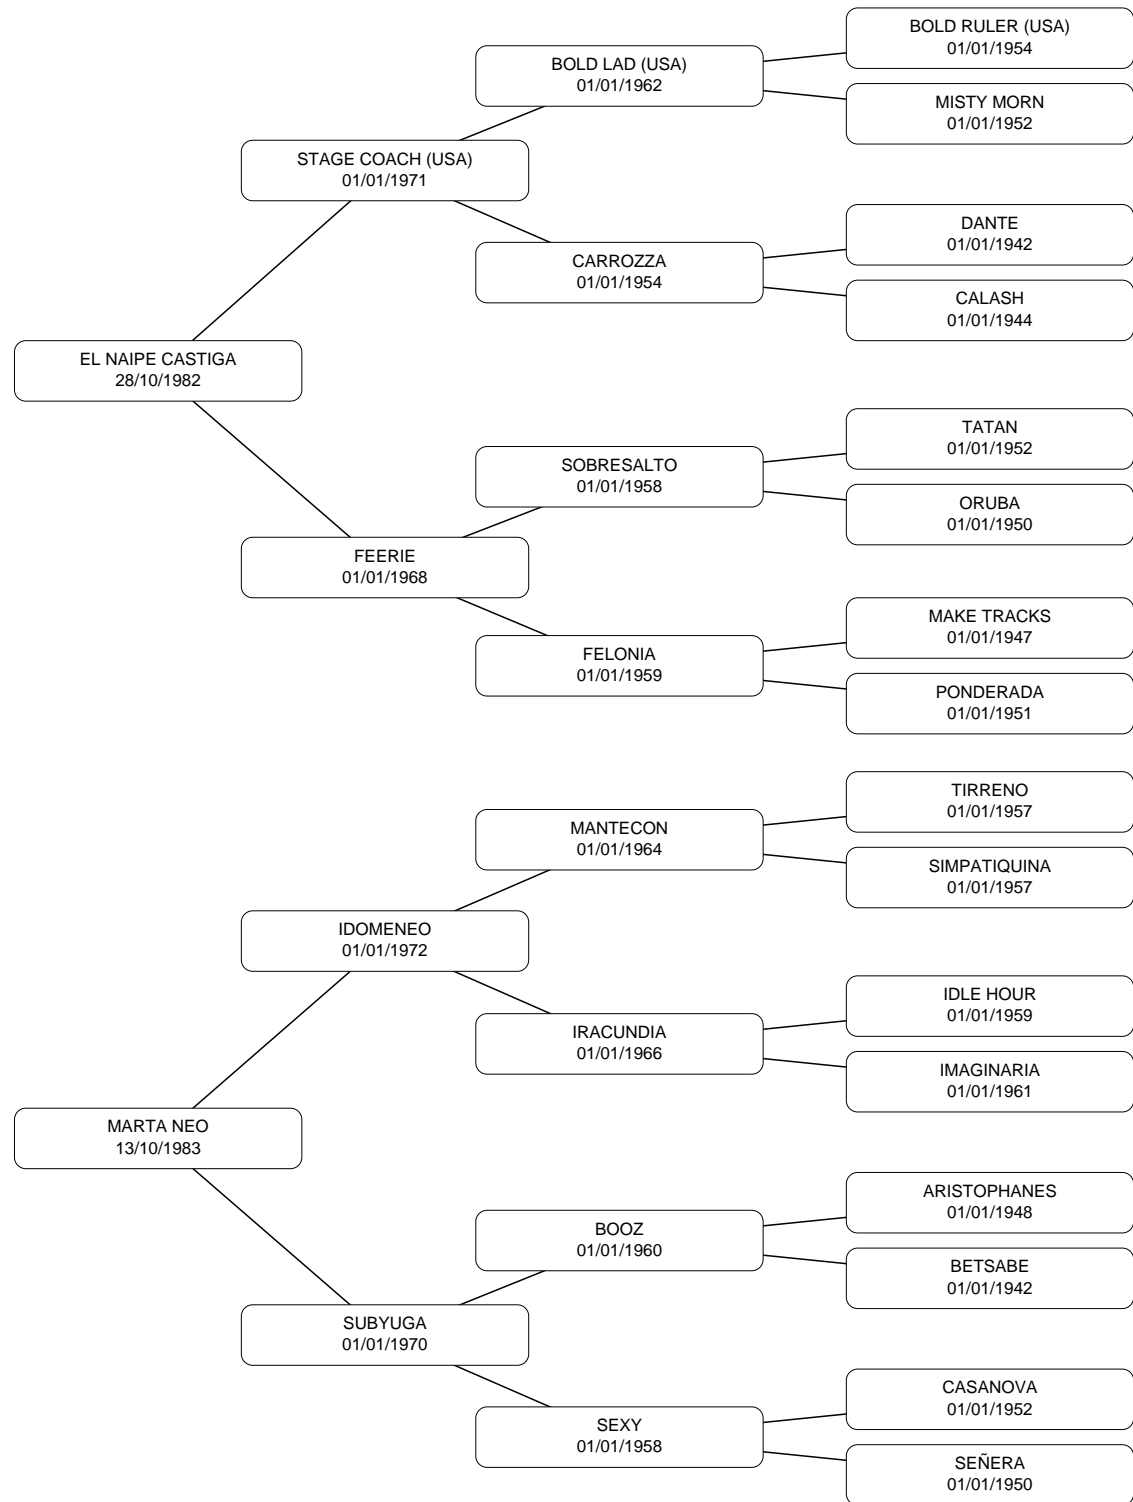 BOLD RULER (USA)
01/01/1954
BOLD LAD (USA)
01/01/1962
MISTY MORN
01/01/1952
STAGE COACH (USA)
01/01/1971
DANTE
01/01/1942
CARROZZA
01/01/1954
CALASH
01/01/1944
EL NAIPE CASTIGA
28/10/1982
TATAN
01/01/1952
SOBRESALTO
01/01/1958
ORUBA
01/01/1950
FEERIE
01/01/1968
MAKE TRACKS
01/01/1947
FELONIA
01/01/1959
PONDERADA
01/01/1951
TIRRENO
01/01/1957
MANTECON
01/01/1964
SIMPATIQUINA
01/01/1957
IDOMENEO
01/01/1972
IDLE HOUR
01/01/1959
IRACUNDIA
01/01/1966
IMAGINARIA
01/01/1961
MARTA NEO
13/10/1983
ARISTOPHANES
01/01/1948
BOOZ
01/01/1960
BETSABE
01/01/1942
SUBYUGA
01/01/1970
CASANOVA
01/01/1952
SEXY
01/01/1958
SEÑERA
01/01/1950